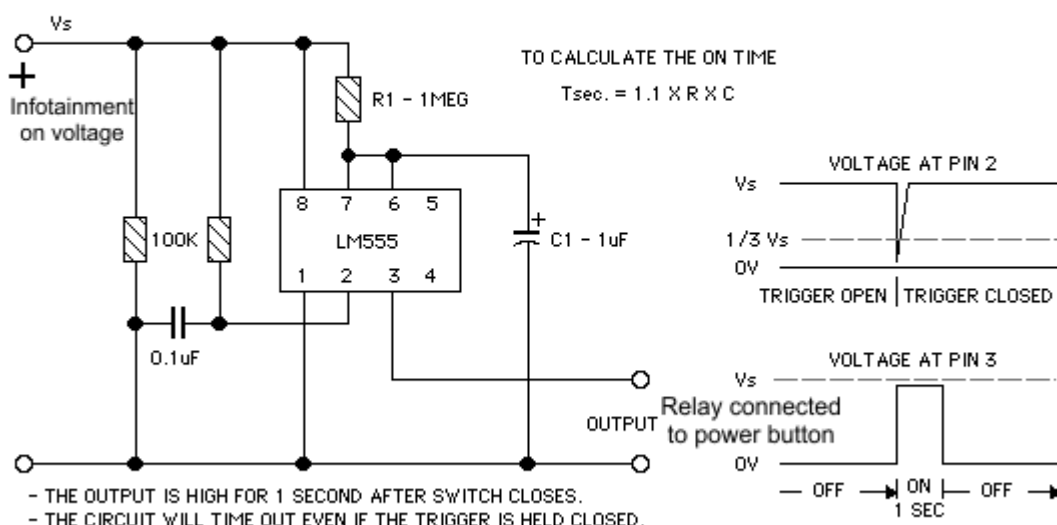 Vs
TO CALCULATE THE ON TIME
Tsec. = 1.1 X R X C
+
Infotainment
on voltage
R1 - 1MEG
VOLTAGE AT PIN 2
Vs
1/3 Vs
0V
TRIGGER OPEN | TRIGGER CLOSED
8 7 6 5
LM555
1 2 3 4
100K
+
C1 - 1uF
0.1uF
VOLTAGE AT PIN 3
Vs
0V
OFF ON OFF
1 SEC
OUTPUT
Relay connected
to power button
- THE OUTPUT IS HIGH FOR 1 SECOND AFTER SWITCH CLOSES.
- THE CIRCUIT WILL TIME OUT EVEN IF THE TRIGGER IS HELD CLOSED.